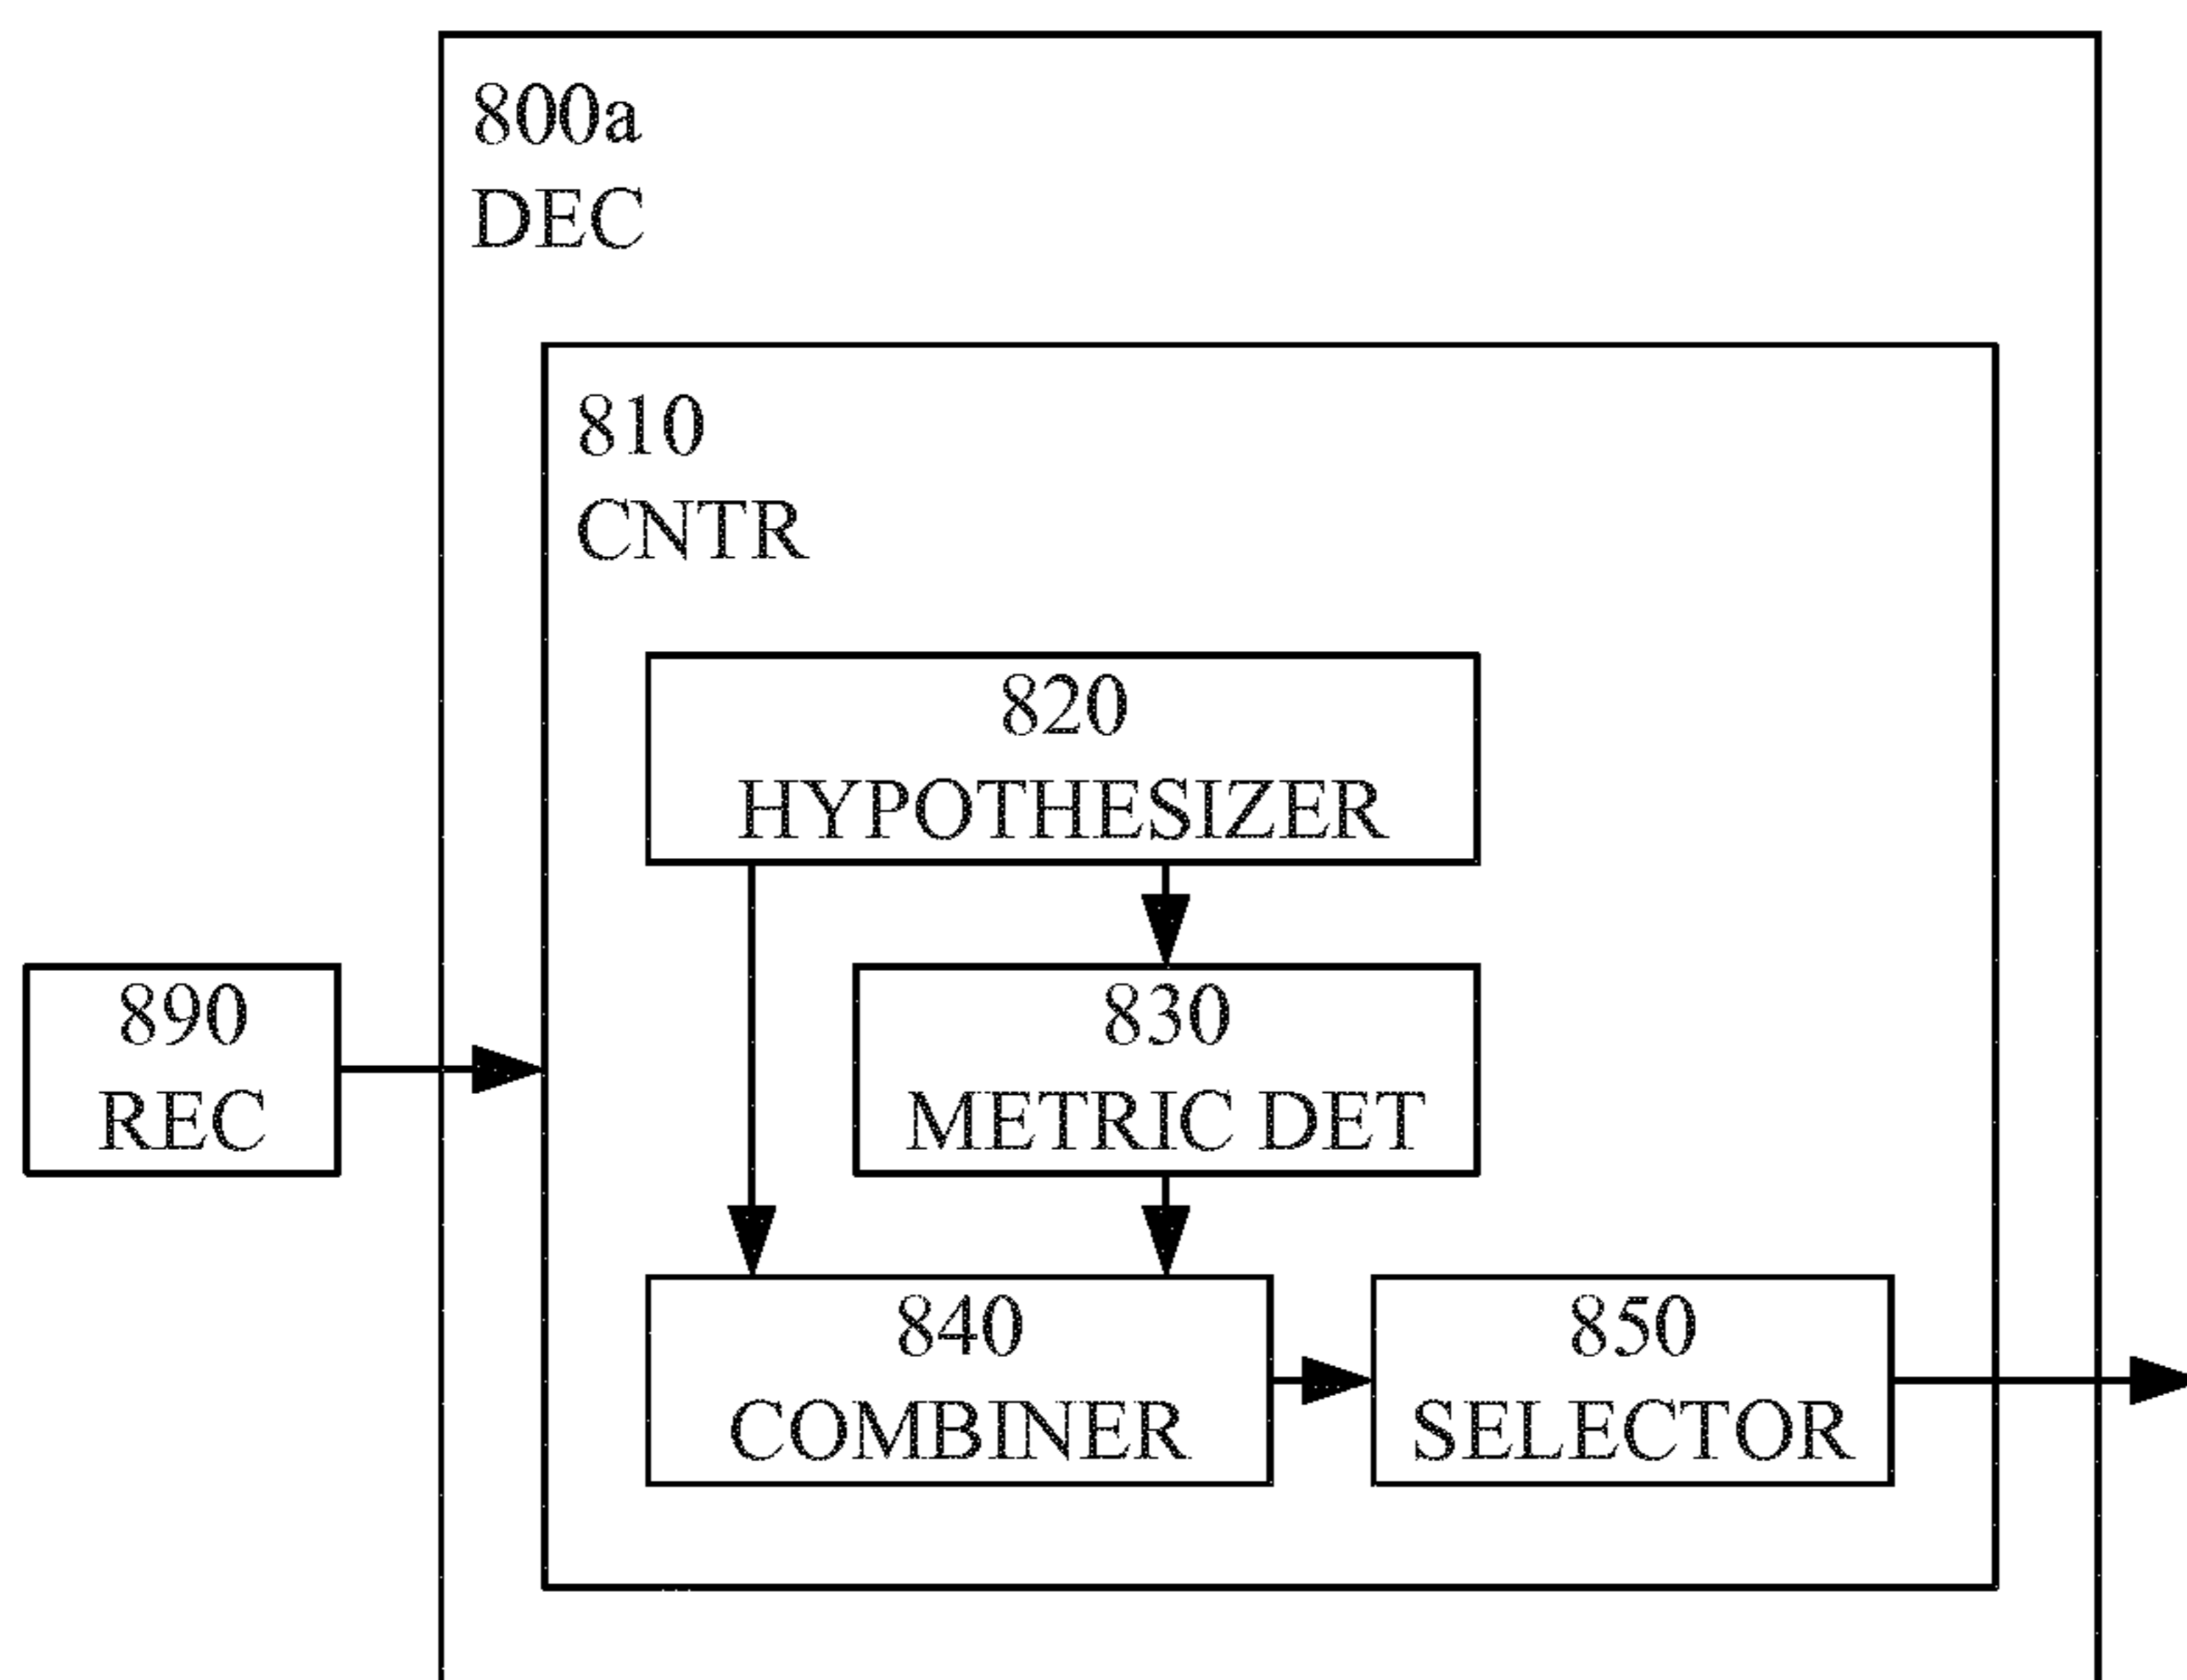 800a
DEC
810
CNTR
820
HYPOTHESIZER
890
REC
830
METRIC DET
840
COMBINER
850
SELECTOR